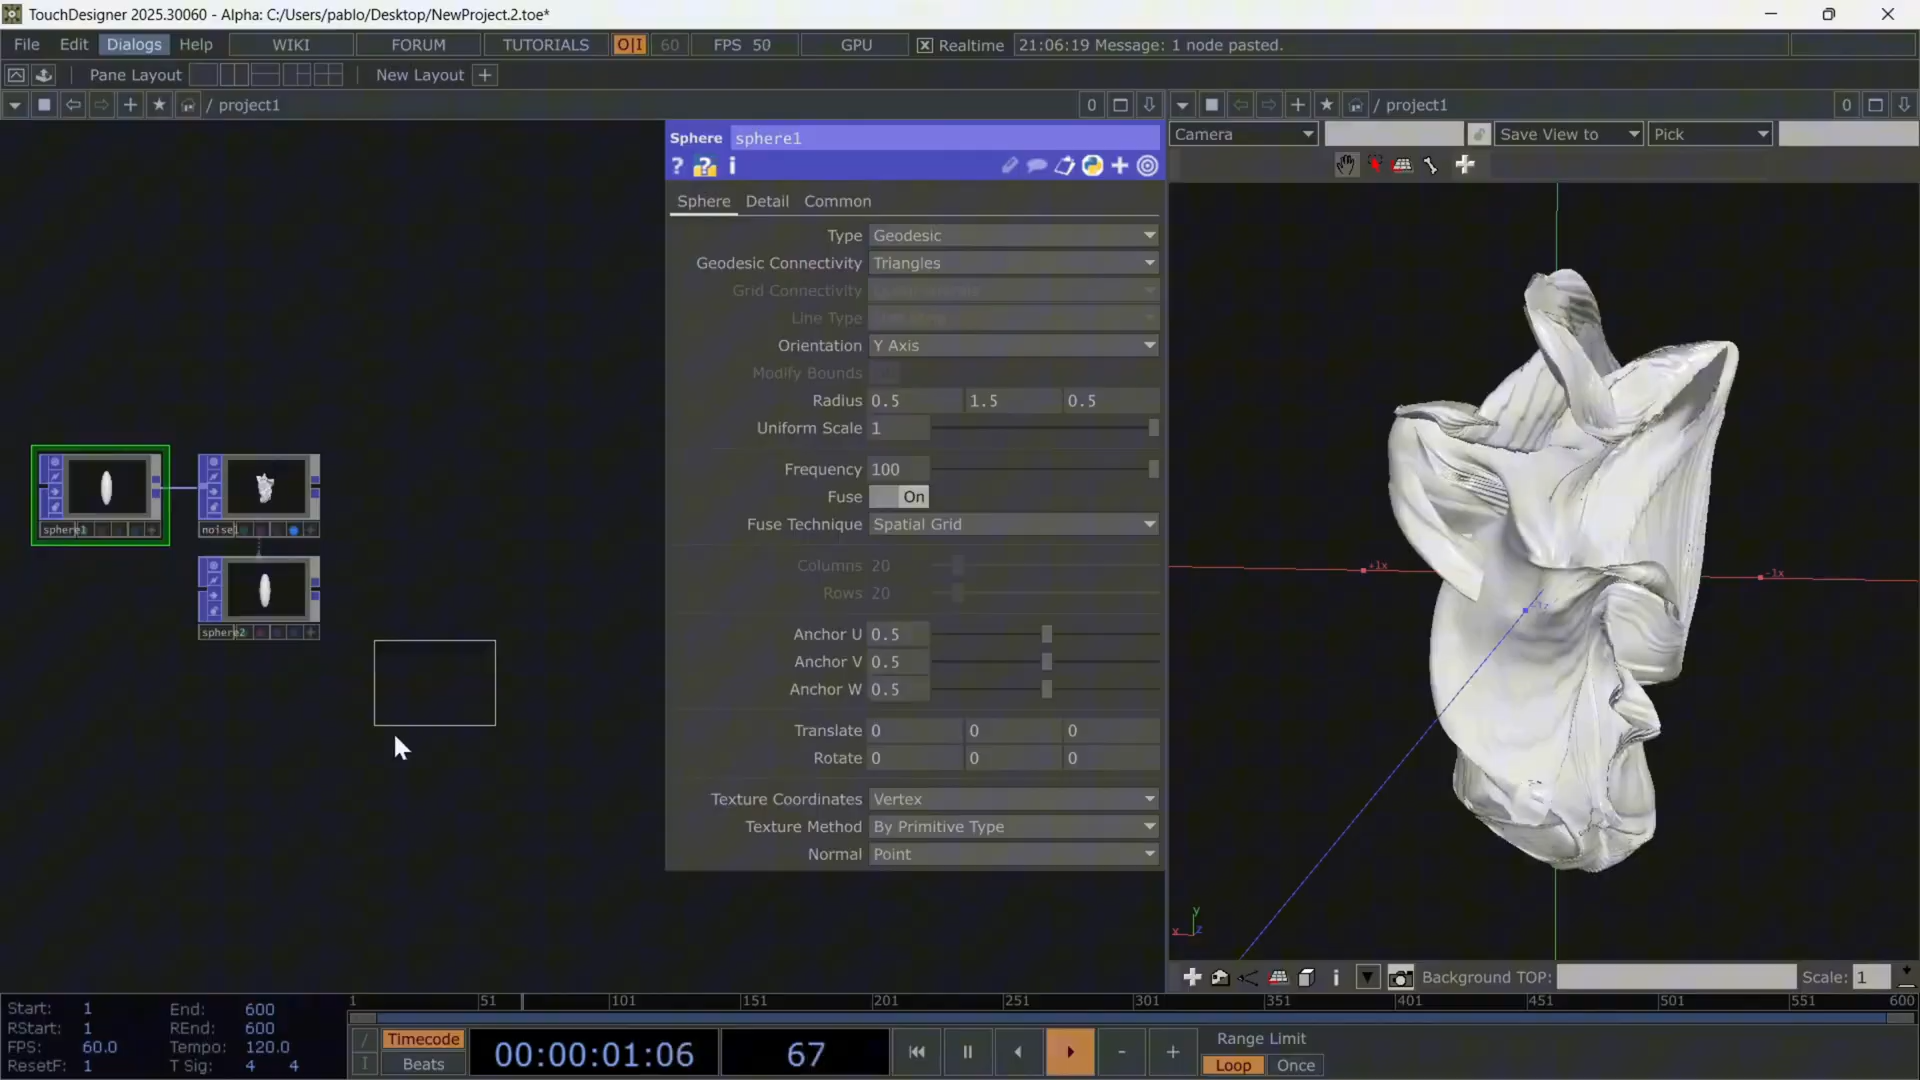 TouchDesigner 2025.30060 - Alpha: C:/Users/pablo/Desktop/NewProject.2.toe*
File Edit Dialogs Help WIKI FORUM TUTORIALS O|I 60 FPS 50 GPU Realtime 21:06:19 Message: 1 node pasted.
Pane Layout New Layout +
/ project1 0
/ project1 0
Camera Save View to Pick
Sphere sphere1
? ? i
Sphere Detail Common
Type Geodesic
Geodesic Connectivity Triangles
Grid Connectivity
Line Type
Orientation Y Axis
Modify Bounds
Radius 0.5 1.5 0.5
Uniform Scale 1
Frequency 100
Fuse On
Fuse Technique Spatial Grid
Columns 20
Rows 20
Anchor U 0.5
Anchor V 0.5
Anchor W 0.5
Translate 0 0 0
Rotate 0 0 0
Texture Coordinates Vertex
Texture Method By Primitive Type
Normal Point
sphere1
noise1
sphere2
+1x
-1x
-1z
y
x z
i Background TOP: Scale: 1
Start: 1 End: 600
RStart: 1 REnd: 600
FPS: 60.0 Tempo: 120.0
ResetF: 1 T Sig: 4 4
1 51 101 151 201 251 301 351 401 451 501 551 600
Timecode
Beats
00:00:01:06
67
- +
Range Limit
Loop Once